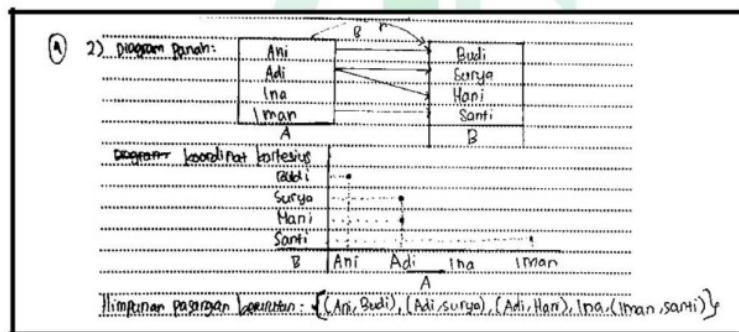 a 2) Diagram Panah:
B
Ani
Adi
Ina
Iman
A
Budi
Surya
Hani
Santi
B
Diagram koordinat kartesius
Budi
Surya
Hani
Santi
B Ani Adi Ina Iman
A
Himpunan pasangan berurutan: {(Ani, Budi), (Adi, Surya), (Adi, Hani), Ina, (Iman, Santi)}